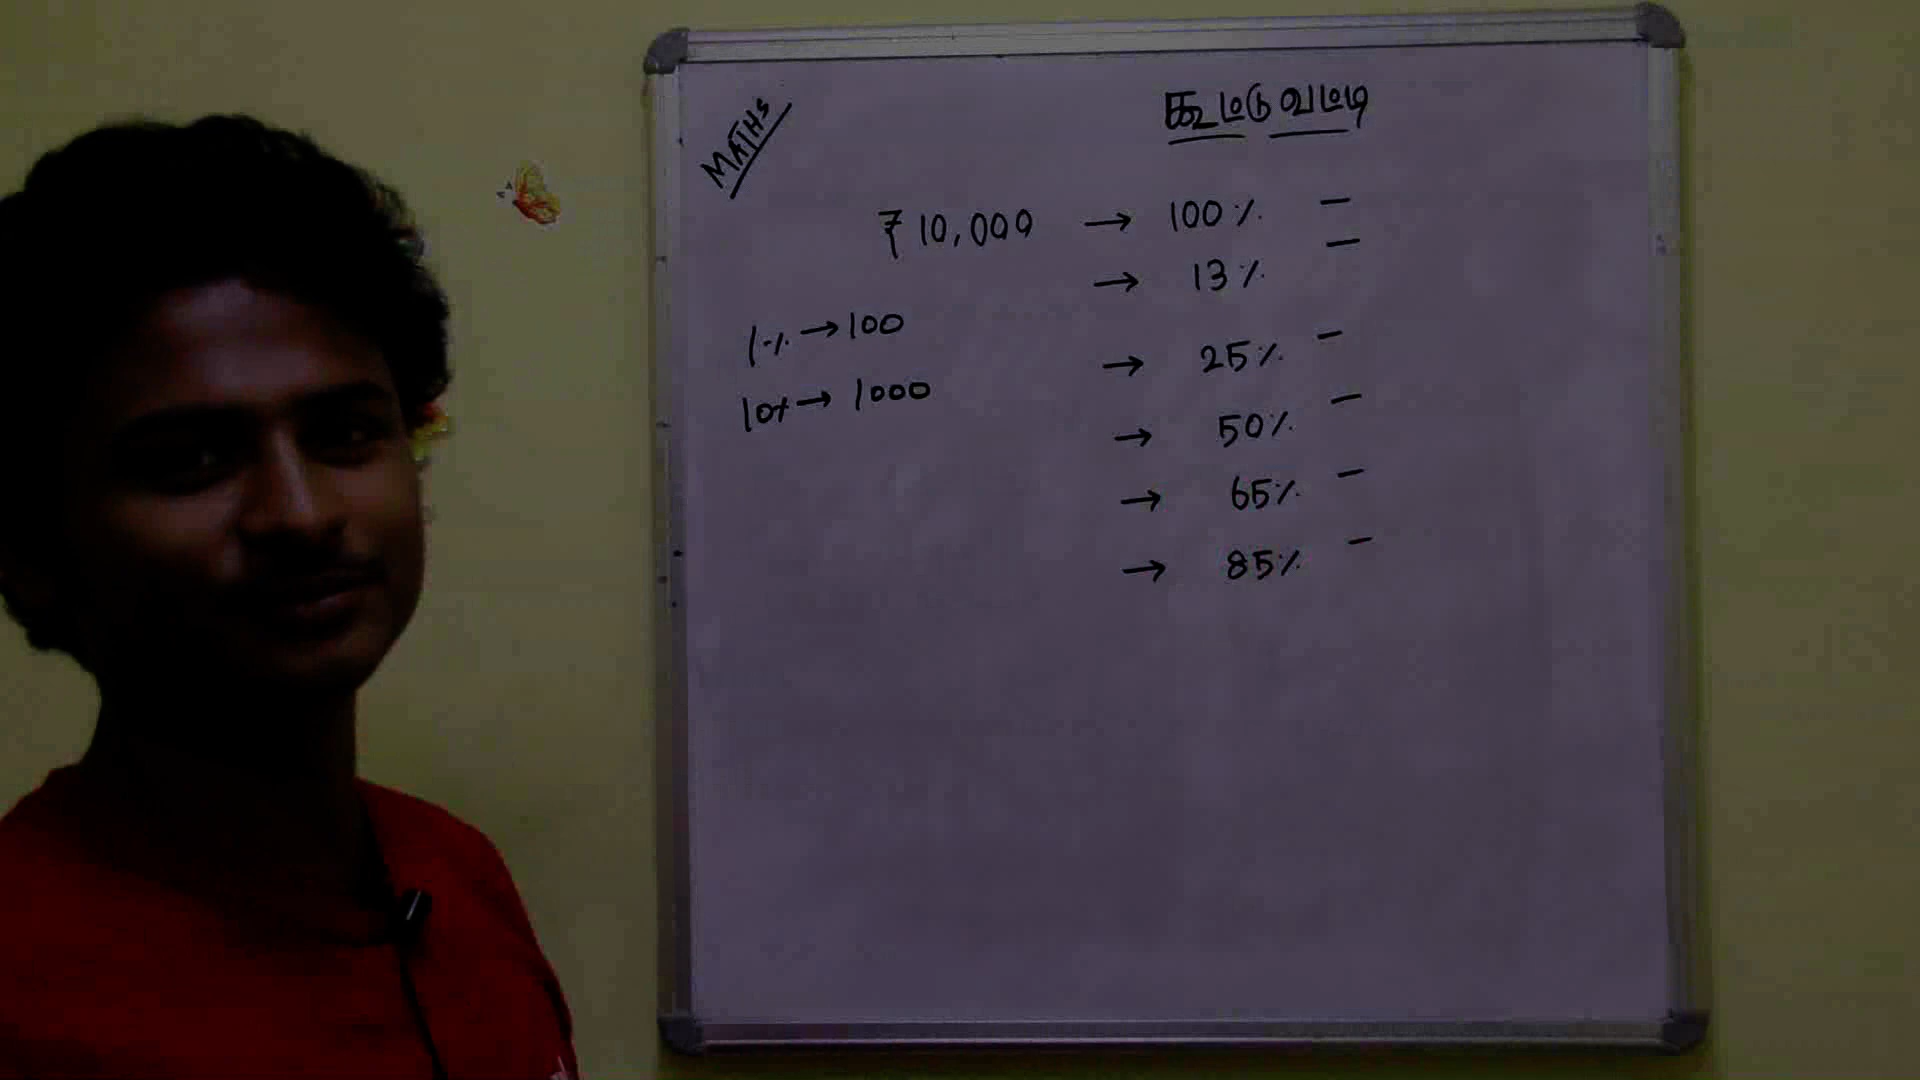 MATHS
கூட்டு வட்டி
₹ 10,000 → 100 % -
→ 13 % -
1 % → 100
→ 25 % -
10% → 1000
→ 50 % -
→ 65 % -
→ 85 % -